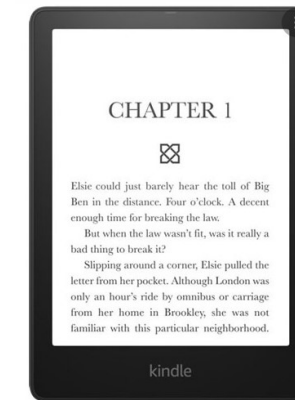 CHAPTER 1
Elsie could just barely hear the toll of Big
Ben in the distance. Four o'clock. A decent
enough time for breaking the law.
But when the law wasn't fit, was it really a
bad thing to break it?
Slipping around a corner, Elsie pulled the
letter from her pocket. Although London was
only an hour's ride by omnibus or carriage
from her home in Brookley, she was not
familiar with this particular neighborhood.
kindle